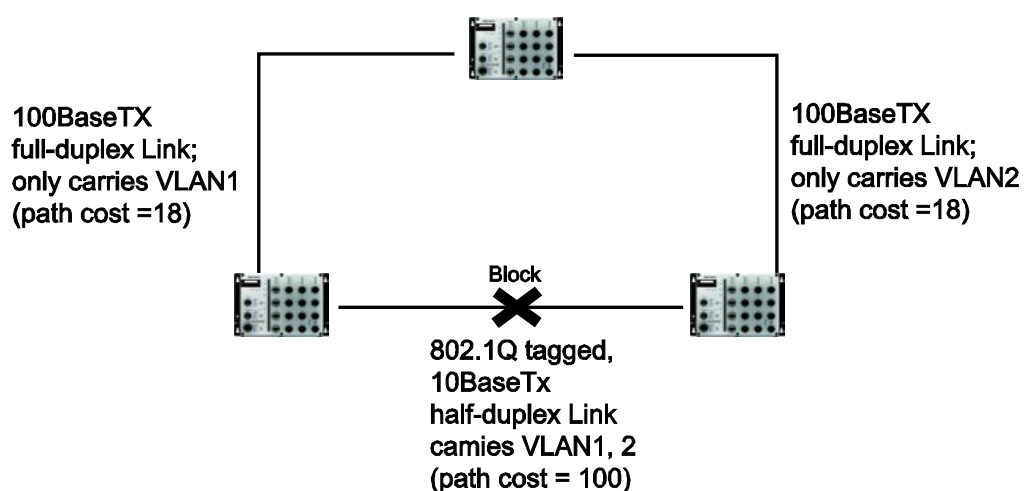 100BaseTX
full-duplex Link;
only carries VLAN1
(path cost =18)
100BaseTX
full-duplex Link;
only carries VLAN2
(path cost =18)
Block
802.1Q tagged,
10BaseTx
half-duplex Link
camies VLAN1, 2
(path cost = 100)